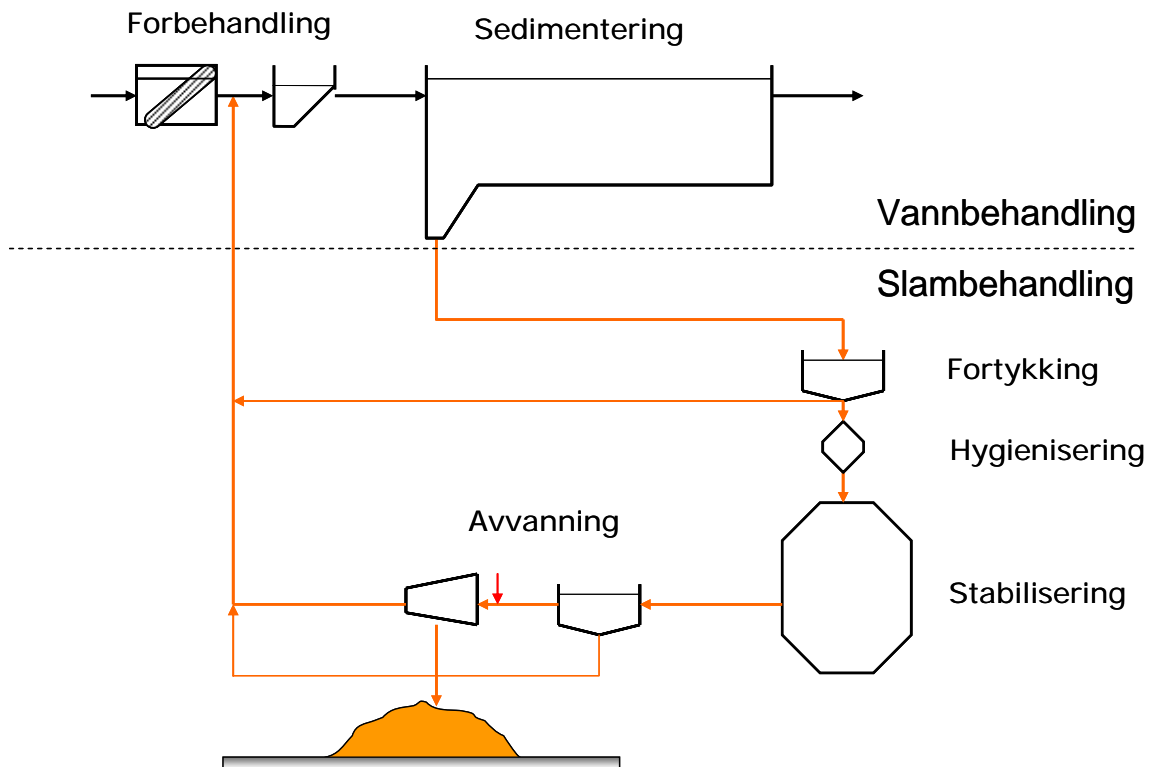 Forbehandling
Sedimentering
Vannbehandling
Slambehandling
Fortykking
Hygienisering
Avvanning
Stabilisering